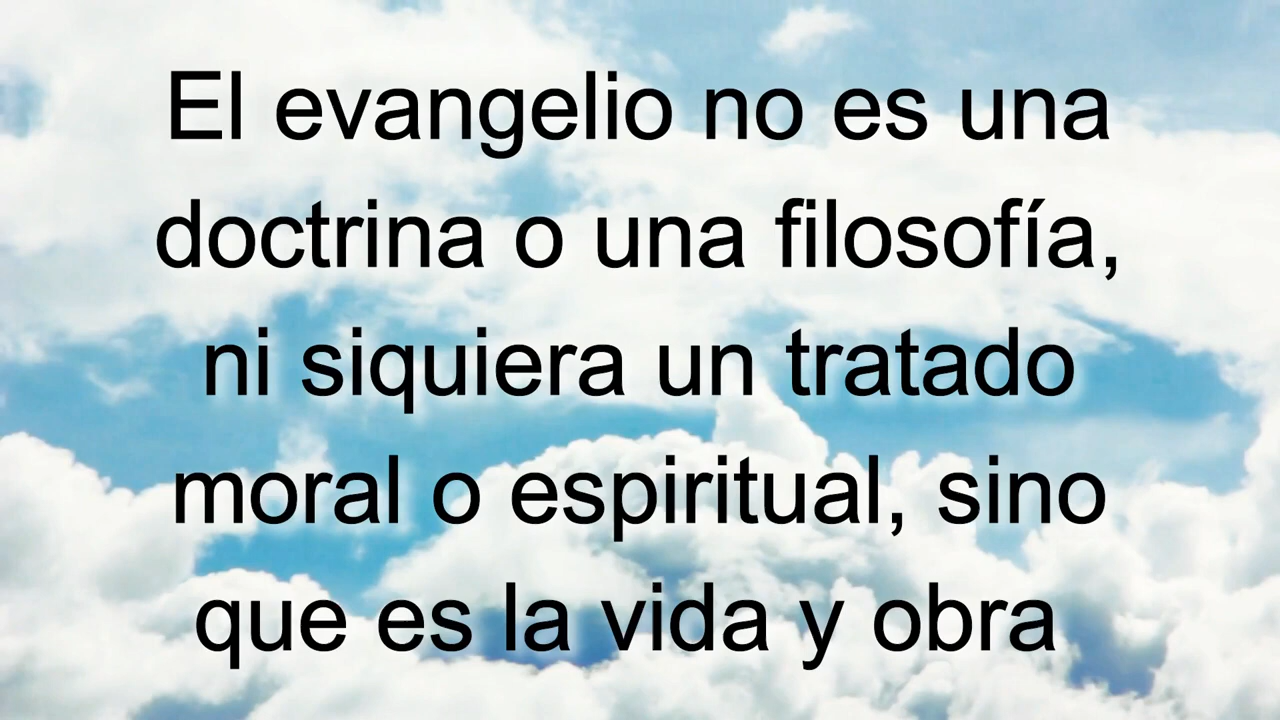 El evangelio no es una
doctrina o una filosofía,
ni siquiera un tratado
moral o espiritual, sino
que es la vida y obra